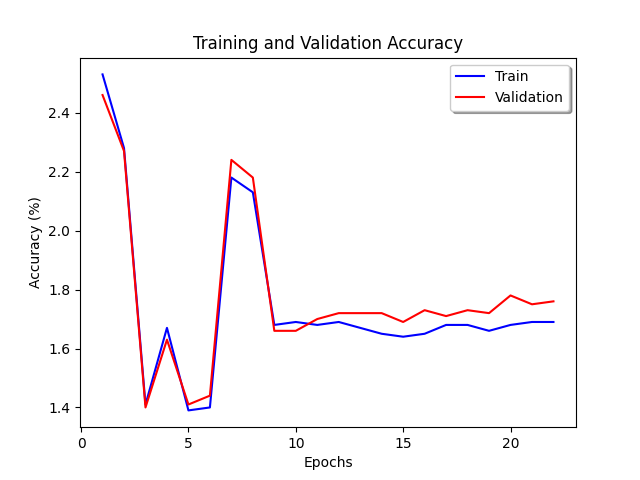 Training and Validation Accuracy
Train
Validation
Accuracy (%)
2.4
2.2
2.0
1.8
1.6
1.4
0
5
10
15
20
Epochs